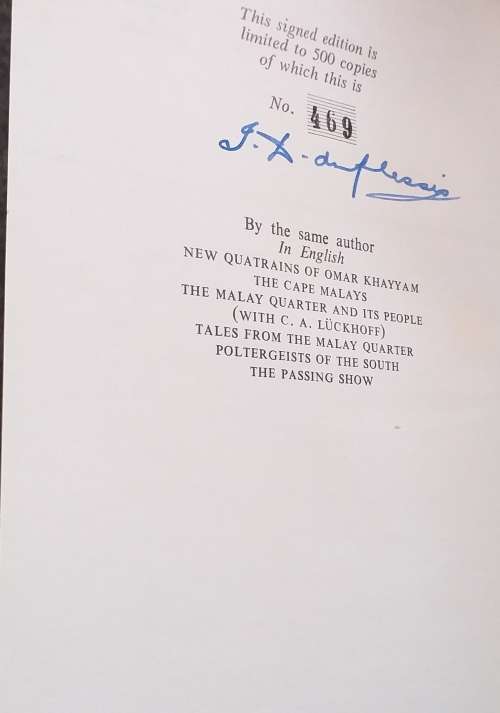 This signed edition is
limited to 500 copies
of which this is
No. 469
I. D. du Plessis
By the same author
In English
NEW QUATRAINS OF OMAR KHAYYAM
THE CAPE MALAYS
THE MALAY QUARTER AND ITS PEOPLE
(WITH C. A. LÜCKHOFF)
TALES FROM THE MALAY QUARTER
POLTERGEISTS OF THE SOUTH
THE PASSING SHOW